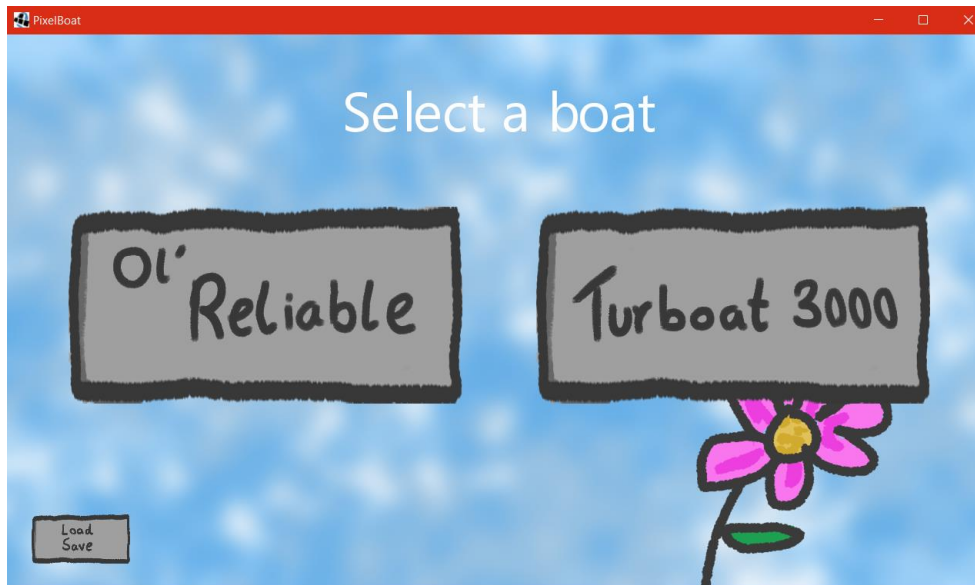 PixelBoat
Select a boat
Ol'
Reliable
Turboat 3000
Load
Save